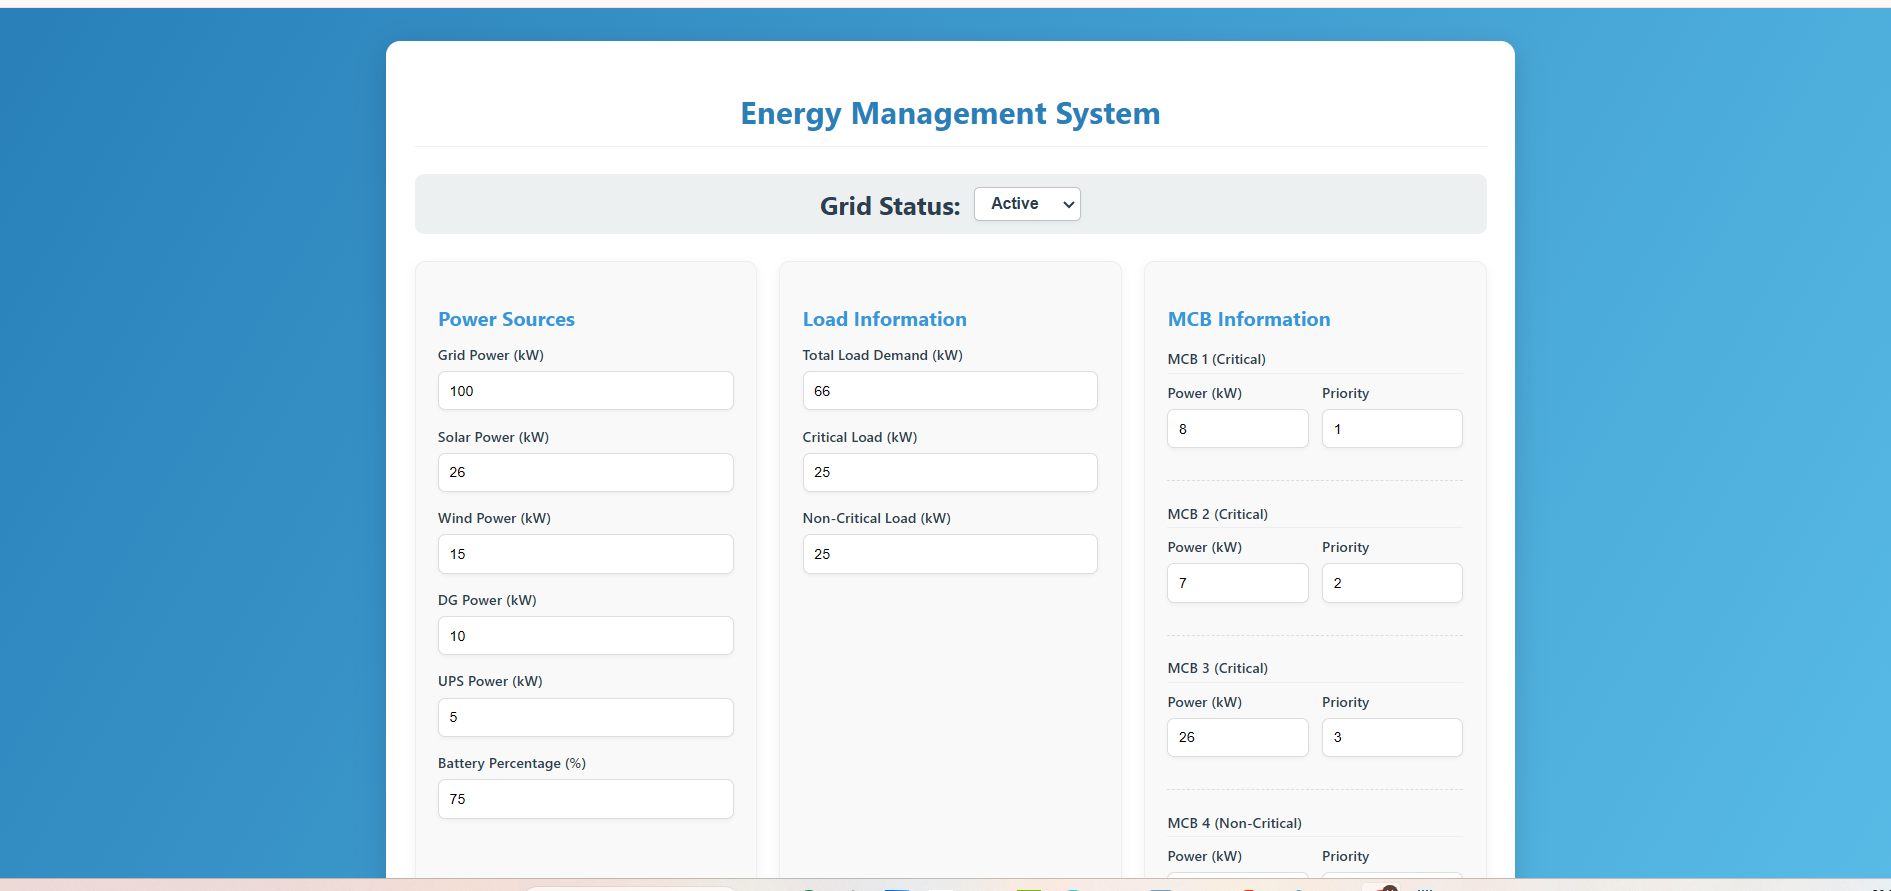 Energy Management System
Grid Status: Active
Power Sources
Grid Power (kW)
100
Solar Power (kW)
26
Wind Power (kW)
15
DG Power (kW)
10
UPS Power (kW)
5
Battery Percentage (%)
75
Load Information
Total Load Demand (kW)
66
Critical Load (kW)
25
Non-Critical Load (kW)
25
MCB Information
MCB 1 (Critical)
Power (kW) Priority
8 1
MCB 2 (Critical)
Power (kW) Priority
7 2
MCB 3 (Critical)
Power (kW) Priority
26 3
MCB 4 (Non-Critical)
Power (kW) Priority